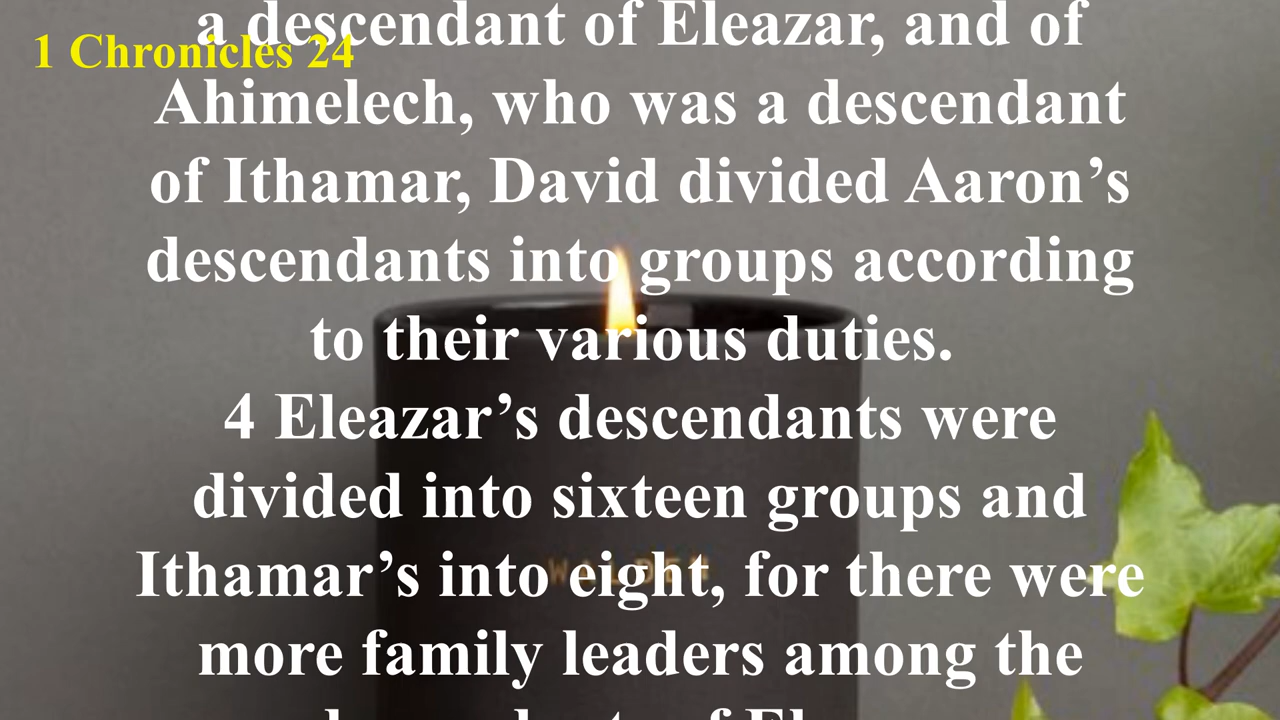 a descendant of Eleazar, and of
1 Chronicles 24
Ahimelech, who was a descendant
of Ithamar, David divided Aaron’s
descendants into groups according
to their various duties.
4 Eleazar’s descendants were
divided into sixteen groups and
Ithamar’s into eight, for there were
more family leaders among the